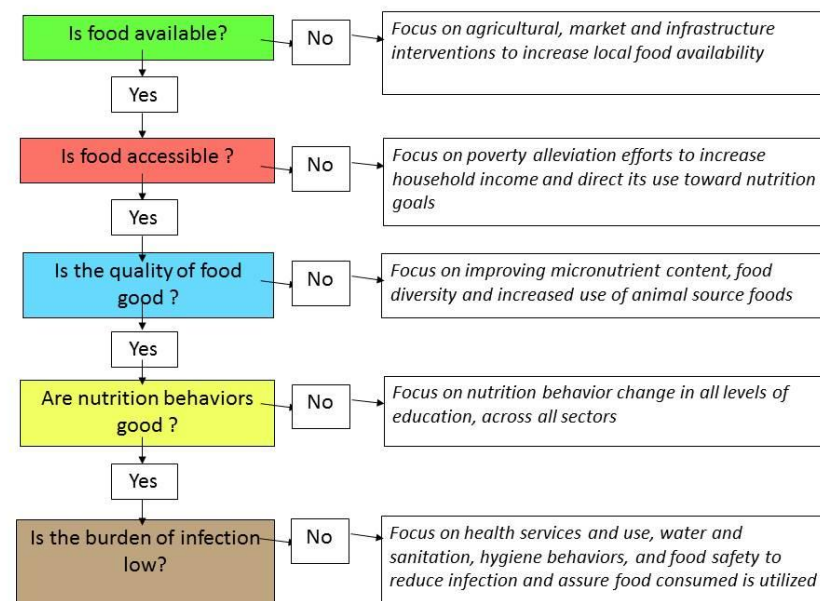 Is food available?
No
Focus on agricultural, market and infrastructure
interventions to increase local food availability
Yes
Is food accessible ?
No
Focus on poverty alleviation efforts to increase
household income and direct its use toward nutrition
goals
Yes
Is the quality of food
good ?
No
Focus on improving micronutrient content, food
diversity and increased use of animal source foods
Yes
Are nutrition behaviors
good ?
No
Focus on nutrition behavior change in all levels of
education, across all sectors
Yes
Is the burden of infection
low?
No
Focus on health services and use, water and
sanitation, hygiene behaviors, and food safety to
reduce infection and assure food consumed is utilized